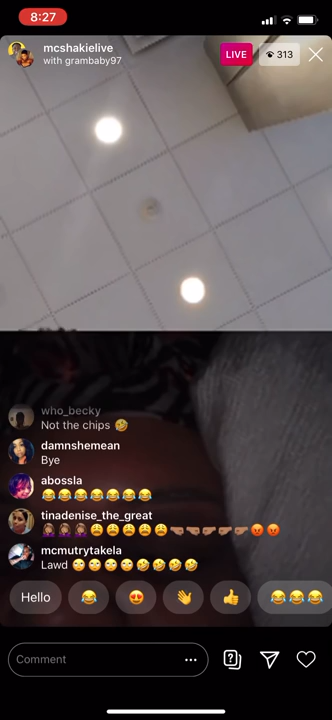 8:27
mcshakielive
with grambaby97
LIVE
313
who_becky
Not the chips 🤣
damnshemean
Bye
abossla
😂😂😂😂😂😂😂
tinadenise_the_great
🤷🏽‍♀️🤷🏽‍♀️🤷🏽‍♀️😩😩😩😩😩🤜🏽🤜🏽🤛🏽🤛🏽🤛🏽😡😡
mcmutrytakela
Lawd 🙄🙄🙄🙄🤣🤣🤣🤣
Hello 😂 😍 👋 👍 😂😂😂
Comment